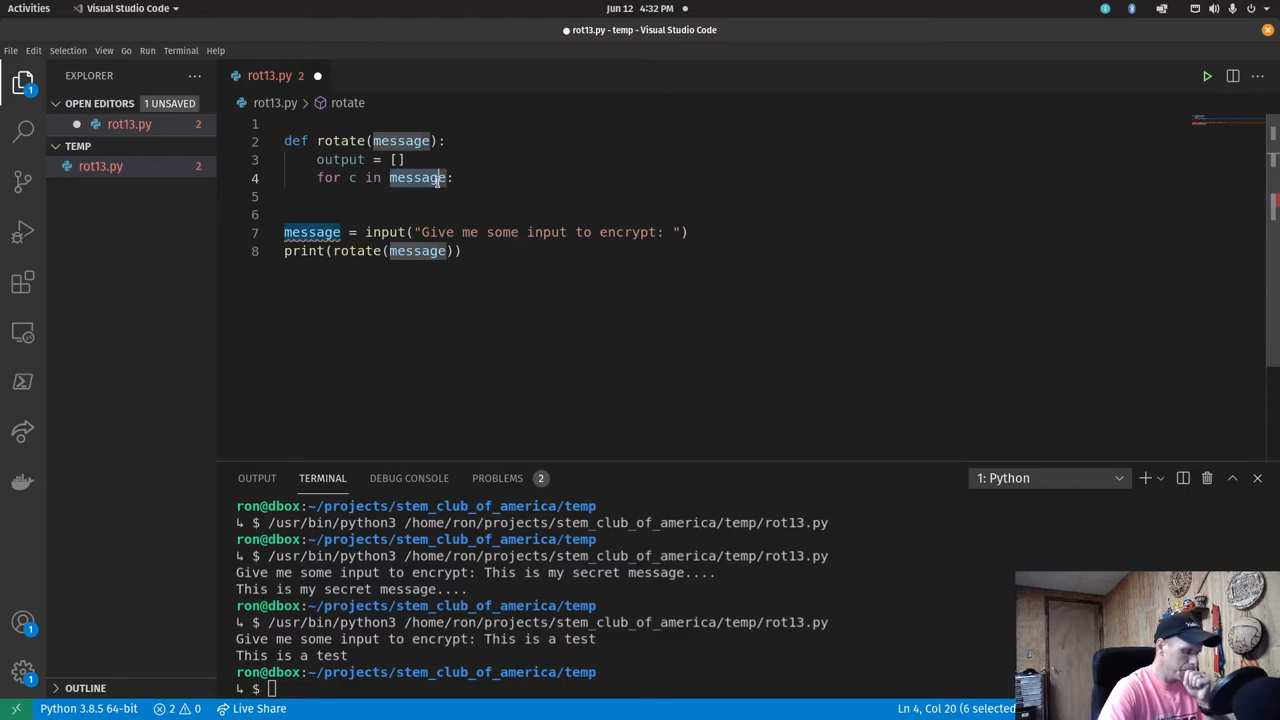 Activities
Visual Studio Code
Jun 12 4:32 PM
rot13.py - temp - Visual Studio Code
File Edit Selection View Go Run Terminal Help
EXPLORER
rot13.py 2
OPEN EDITORS 1 UNSAVED
rot13.py > rotate
rot13.py 2
TEMP
rot13.py 2
1
2 def rotate(message):
3 output = []
4 for c in message:
5
6
7 message = input("Give me some input to encrypt: ")
8 print(rotate(message))
OUTPUT TERMINAL DEBUG CONSOLE PROBLEMS 2
1: Python
ron@dbox:~/projects/stem_club_of_america/temp
↳ $ /usr/bin/python3 /home/ron/projects/stem_club_of_america/temp/rot13.py
ron@dbox:~/projects/stem_club_of_america/temp
↳ $ /usr/bin/python3 /home/ron/projects/stem_club_of_america/temp/rot13.py
Give me some input to encrypt: This is my secret message....
This is my secret message....
ron@dbox:~/projects/stem_club_of_america/temp
↳ $ /usr/bin/python3 /home/ron/projects/stem_club_of_america/temp/rot13.py
Give me some input to encrypt: This is a test
This is a test
ron@dbox:~/projects/stem_club_of_america/temp
↳ $
1
1
1
OUTLINE
Python 3.8.5 64-bit 2 0 Live Share
Ln 4, Col 20 (6 selected